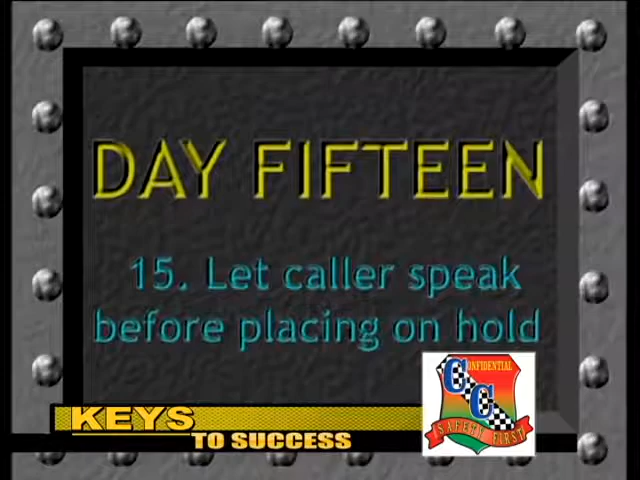 DAY FIFTEEN
15. Let caller speak
before placing on hold
KEYS
TO SUCCESS
CONFIDENTIAL
C
SAFETY FIRST